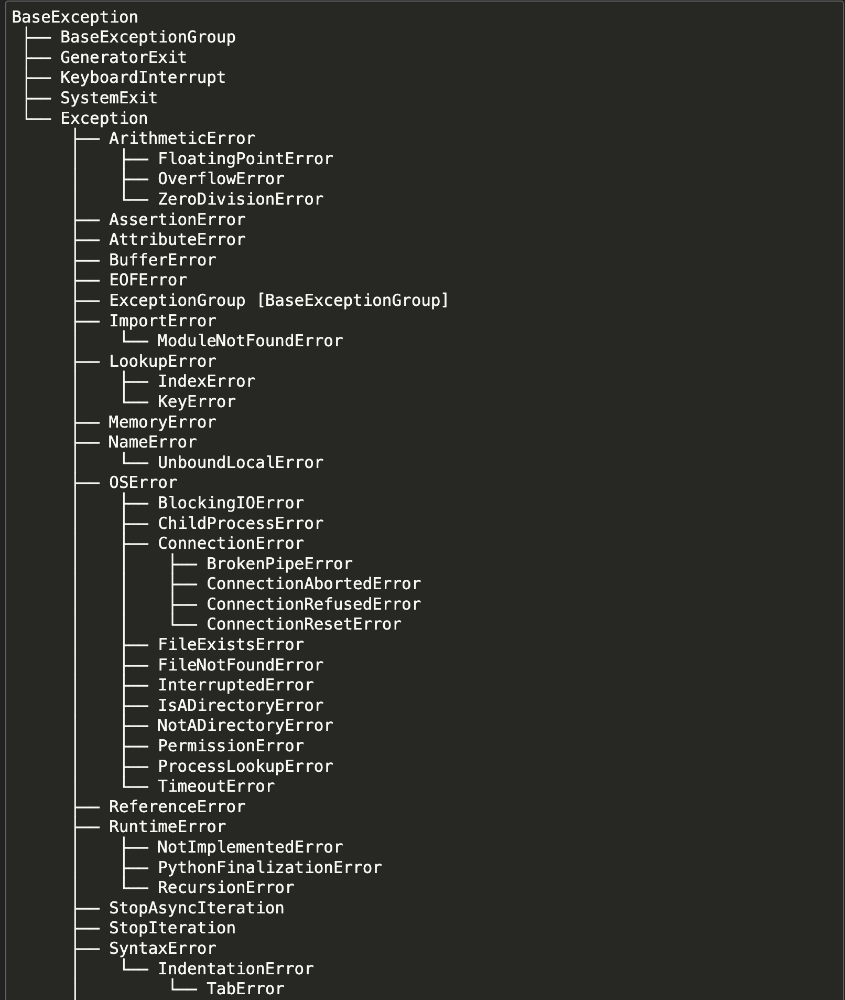 BaseException
 ├── BaseExceptionGroup
 ├── GeneratorExit
 ├── KeyboardInterrupt
 ├── SystemExit
 └── Exception
      ├── ArithmeticError
      │    ├── FloatingPointError
      │    ├── OverflowError
      │    └── ZeroDivisionError
      ├── AssertionError
      ├── AttributeError
      ├── BufferError
      ├── EOFError
      ├── ExceptionGroup [BaseExceptionGroup]
      ├── ImportError
      │    └── ModuleNotFoundError
      ├── LookupError
      │    ├── IndexError
      │    └── KeyError
      ├── MemoryError
      ├── NameError
      │    └── UnboundLocalError
      ├── OSError
      │    ├── BlockingIOError
      │    ├── ChildProcessError
      │    ├── ConnectionError
      │    │    ├── BrokenPipeError
      │    │    ├── ConnectionAbortedError
      │    │    ├── ConnectionRefusedError
      │    │    └── ConnectionResetError
      │    ├── FileExistsError
      │    ├── FileNotFoundError
      │    ├── InterruptedError
      │    ├── IsADirectoryError
      │    ├── NotADirectoryError
      │    ├── PermissionError
      │    ├── ProcessLookupError
      │    └── TimeoutError
      ├── ReferenceError
      ├── RuntimeError
      │    ├── NotImplementedError
      │    ├── PythonFinalizationError
      │    └── RecursionError
      ├── StopAsyncIteration
      ├── StopIteration
      ├── SyntaxError
      │    └── IndentationError
      │         └── TabError